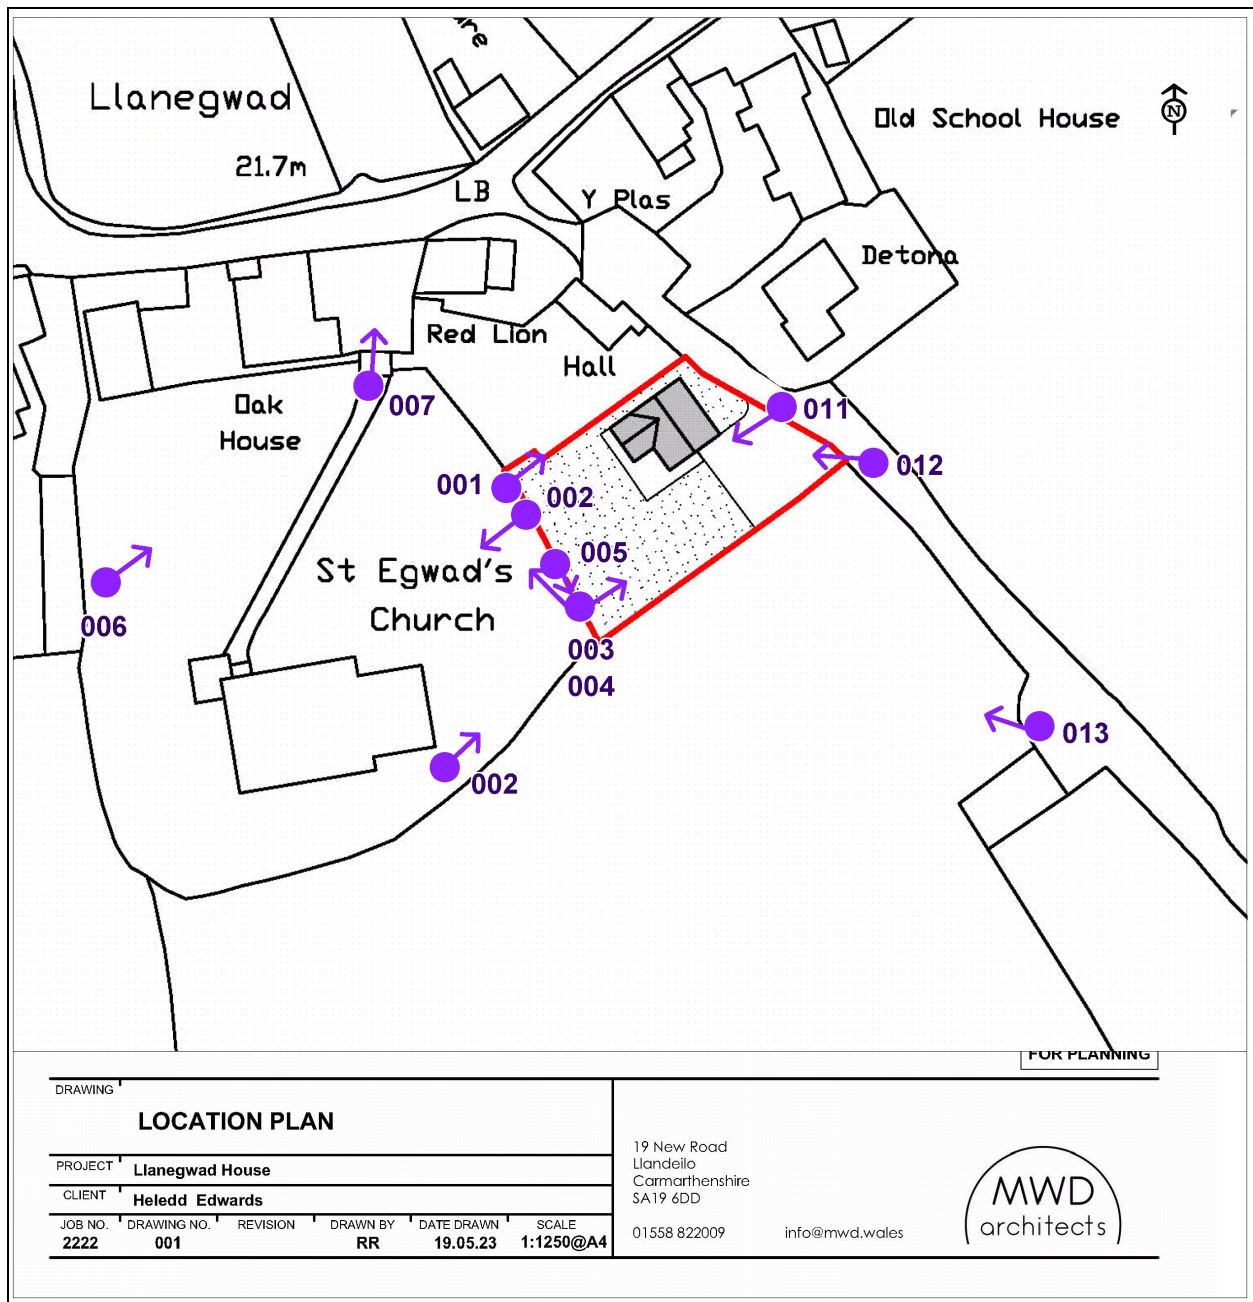 Llanegwad
Old School House
21.7m
LB
Y Plas
Detona
Red Lion
Hall
007
Oak
House
011
001
002
012
005
St Egwad's
Church
006
003
004
013
002
FOR PLANNING
DRAWING
LOCATION PLAN
PROJECT
Llanegwad House
CLIENT
Heledd Edwards
JOB NO.
DRAWING NO.
REVISION
DRAWN BY
DATE DRAWN
SCALE
2222
001
RR
19.05.23
1:1250@A4
19 New Road
Llandeilo
Carmarthenshire
SA19 6DD
01558 822009
info@mwd.wales
MWD
architects
N